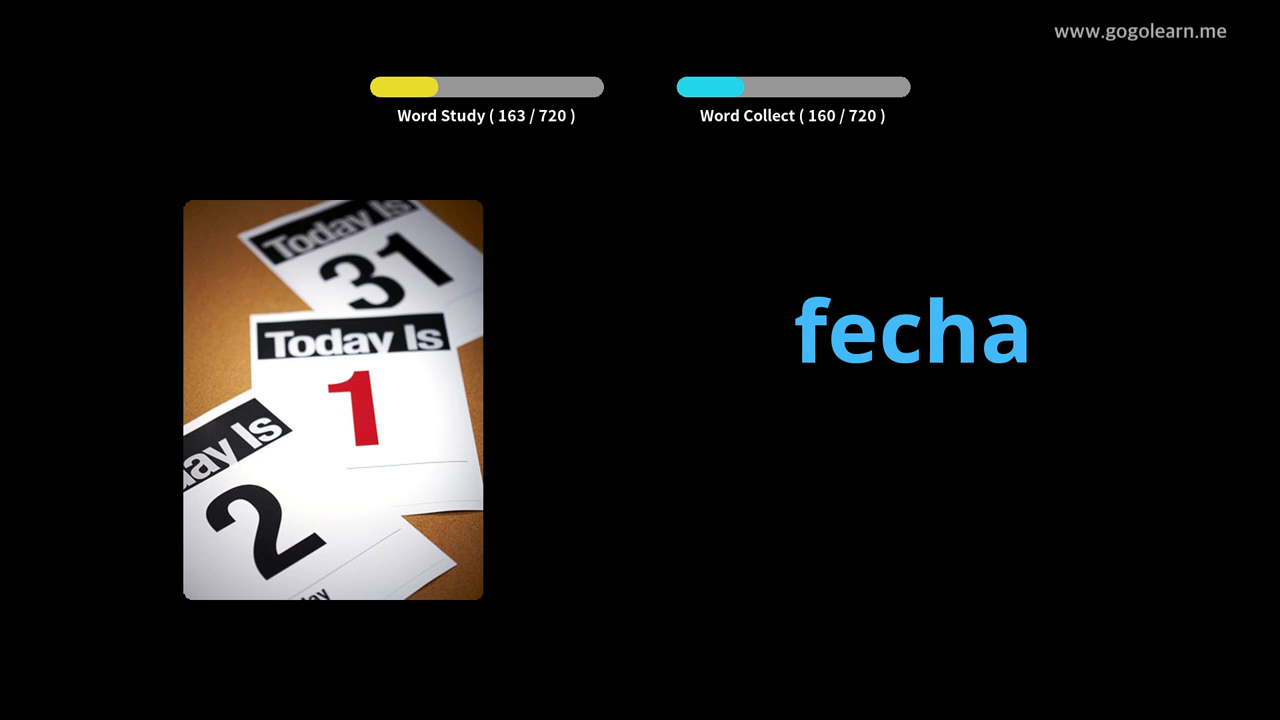 www.gogolearn.me
Word Study ( 163 / 720 )
Word Collect ( 160 / 720 )
Today Is
31
Today Is
1
day Is
2
fecha